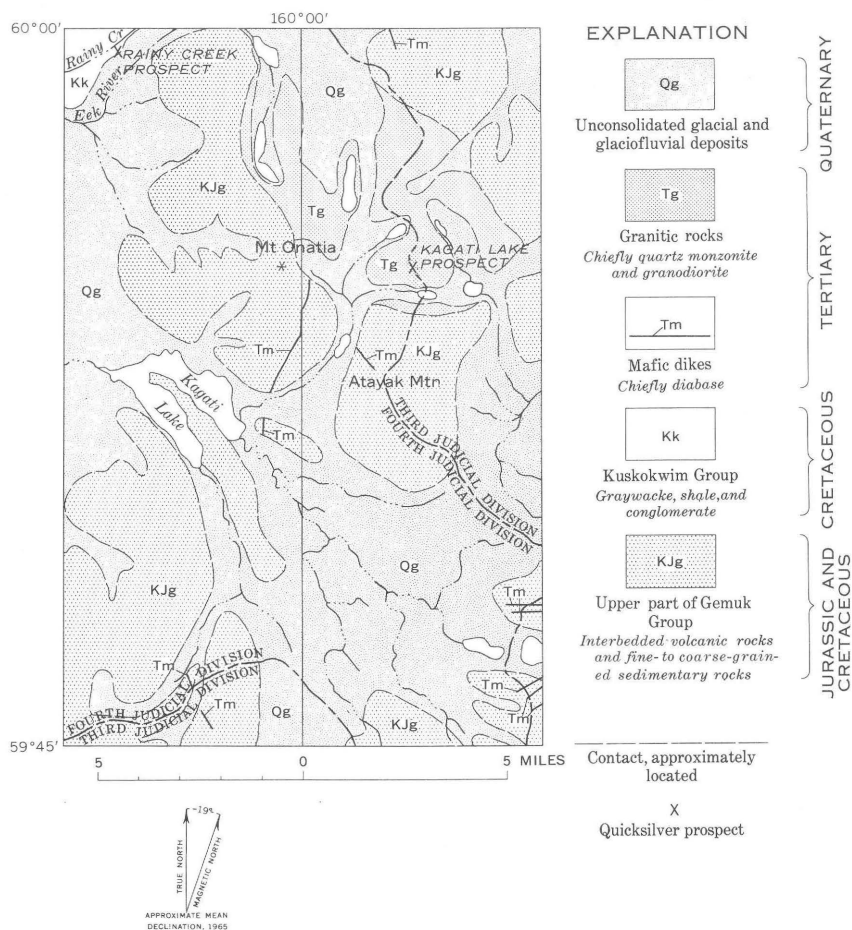 60°00'
160°00'
Rainy Cr
RAINY CREEK
PROSPECT
Kk
Eek River
Tm
KJg
Qg
KJg
Tg
Mt Onatia
KAGATI LAKE
PROSPECT
Tg
Qg
Tm
Tm
KJg
Atayak Mtn
Kagati
Lake
Tm
THIRD JUDICIAL DIVISION
FOURTH JUDICIAL DIVISION
Qg
KJg
Tm
Tm
FOURTH JUDICIAL DIVISION
THIRD JUDICIAL DIVISION
Tm
Qg
KJg
Tm
Tm
59°45'
5 0 5 MILES
19°
TRUE NORTH
MAGNETIC NORTH
APPROXIMATE MEAN
DECLINATION, 1965
EXPLANATION
Qg
Unconsolidated glacial and
glaciofluvial deposits
QUATERNARY
Tg
Granitic rocks
Chiefly quartz monzonite
and granodiorite
Tm
Mafic dikes
Chiefly diabase
TERTIARY
Kk
Kuskokwim Group
Graywacke, shale, and
conglomerate
CRETACEOUS
KJg
Upper part of Gemuk
Group
Interbedded volcanic rocks
and fine- to coarse-grain-
ed sedimentary rocks
JURASSIC AND
CRETACEOUS
Contact, approximately
located
X
Quicksilver prospect